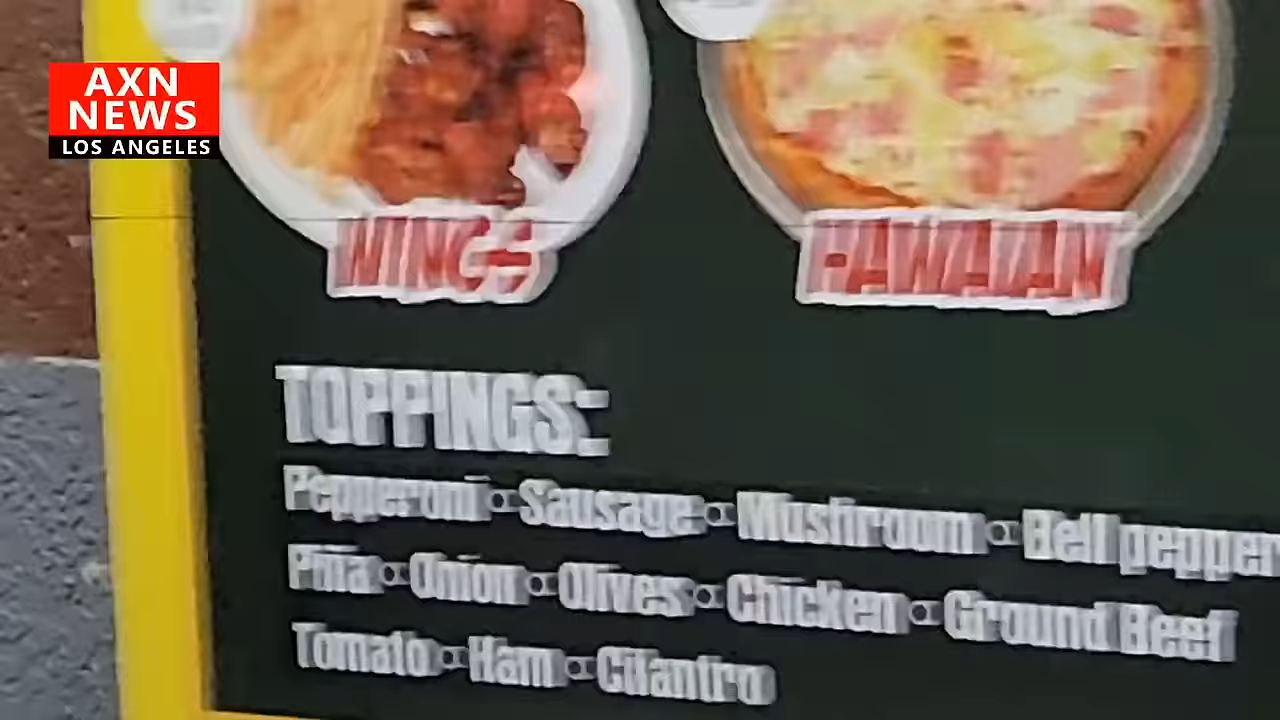 AXN
NEWS
LOS ANGELES
WINGS
HAWAIAN
TOPPINGS:
Pepperoni • Sausage • Mushroom • Bell pepper
Piña • Onion • Olives • Chicken • Ground Beef
Tomato • Ham • Cilantro